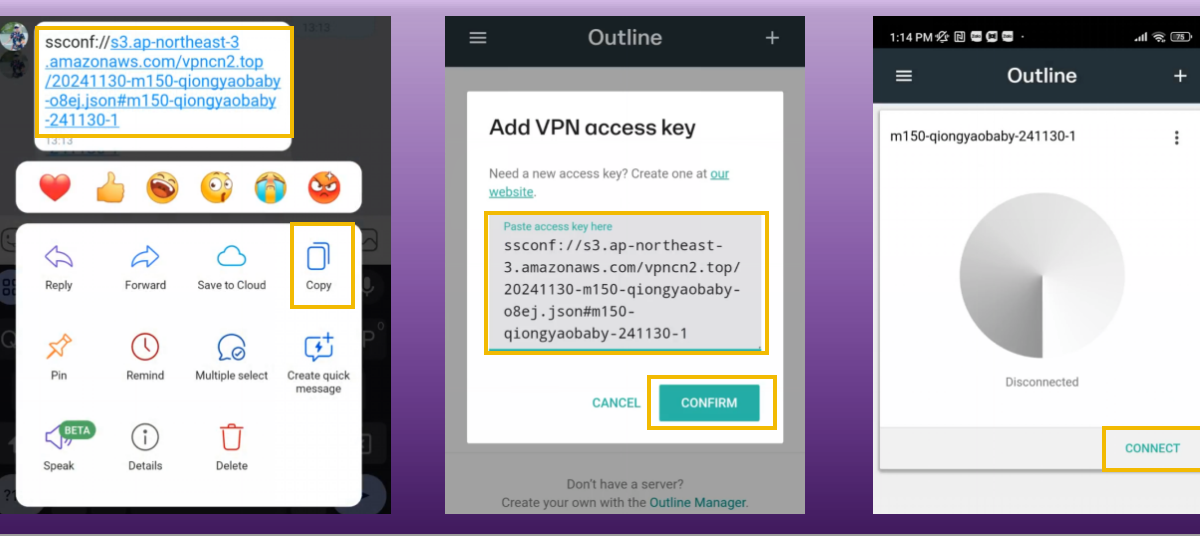 13:13
ssconf://s3.ap-northeast-3
.amazonaws.com/vpncn2.top
/20241130-m150-qiongyaobaby
-o8ej.json#m150-qiongyaobaby
-241130-1
13:13
Reply
Forward
Save to Cloud
Copy
Pin
Remind
Multiple select
Create quick
message
BETA
Speak
Details
Delete
Outline
Add VPN access key
Need a new access key? Create one at our
website.
Paste access key here
ssconf://s3.ap-northeast-
3.amazonaws.com/vpncn2.top/
20241130-m150-qiongyaobaby-
o8ej.json#m150-
qiongyaobaby-241130-1
CANCEL
CONFIRM
Don't have a server?
Create your own with the Outline Manager.
1:14 PM
75
Outline
m150-qiongyaobaby-241130-1
Disconnected
CONNECT